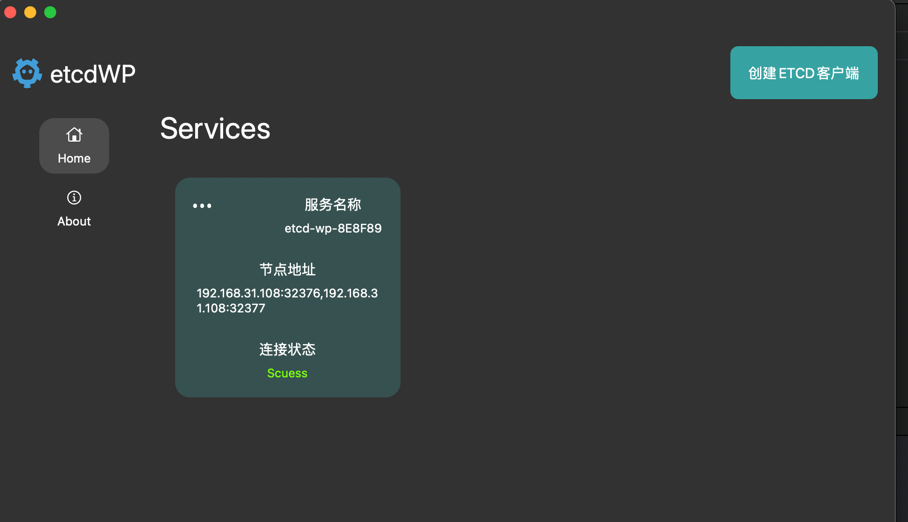 etcdWP
创建ETCD客户端
Home
About
Services
•••
服务名称
etcd-wp-8E8F89
节点地址
192.168.31.108:32376,192.168.3
1.108:32377
连接状态
Scuess